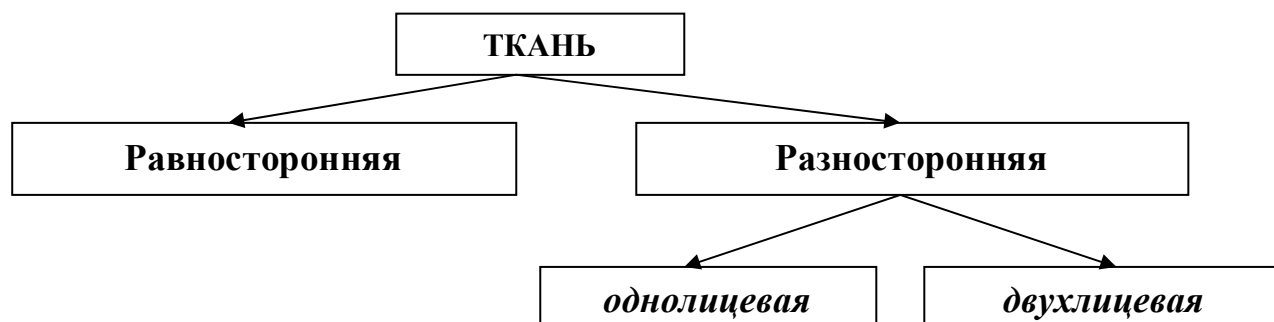 ТКАНЬ
Равносторонняя
Разносторонняя
однолицевая
двухлицевая